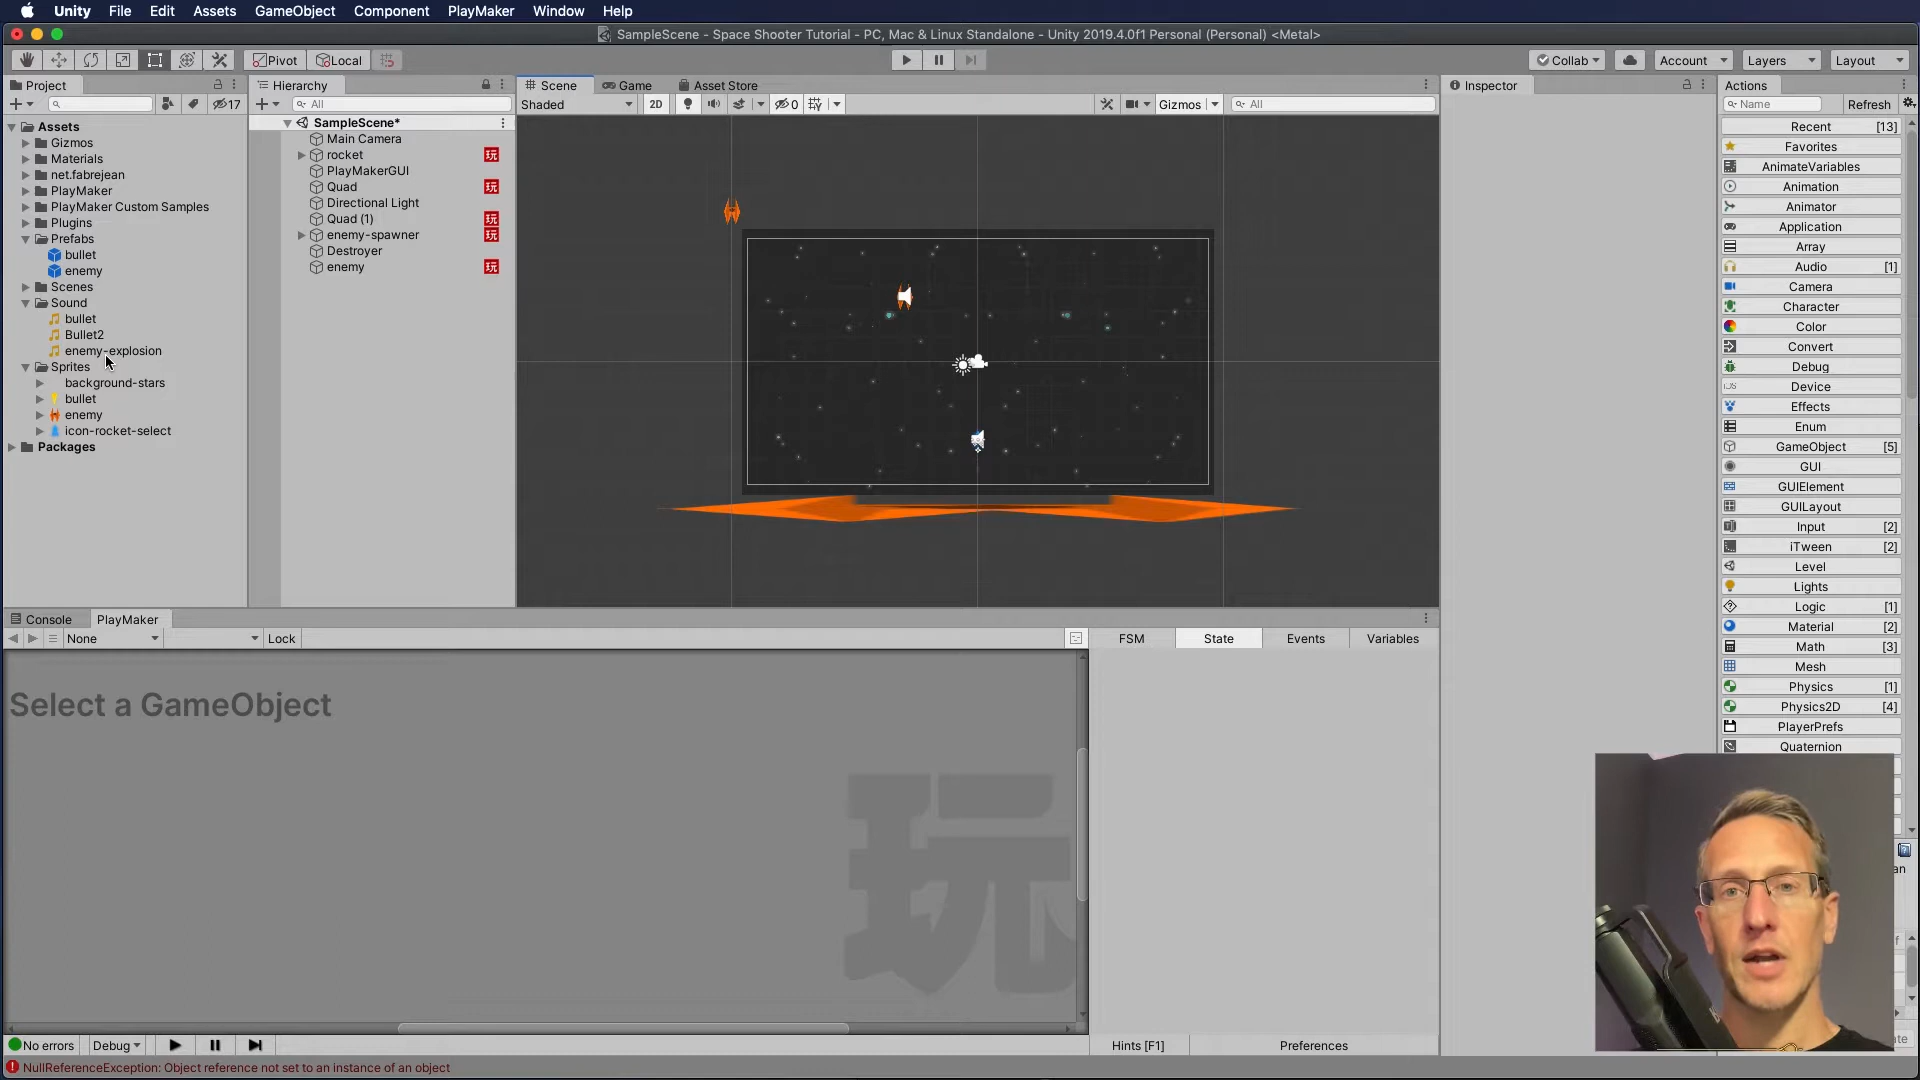 Unity File Edit Assets GameObject Component PlayMaker Window Help
SampleScene - Space Shooter Tutorial - PC, Mac & Linux Standalone - Unity 2019.4.0f1 Personal (Personal) <Metal>
Pivot Local
Collab Account Layers Layout
Project
17
Assets
Gizmos
Materials
net.fabrejean
PlayMaker
PlayMaker Custom Samples
Plugins
Prefabs
bullet
enemy
Scenes
Sound
bullet
Bullet2
enemy-explosion
Sprites
background-stars
bullet
enemy
icon-rocket-select
Packages
Hierarchy
All
SampleScene*
Main Camera
rocket 玩
PlayMakerGUI
Quad 玩
Directional Light
Quad (1) 玩
enemy-spawner 玩
Destroyer
enemy 玩
Scene Game Asset Store
Shaded 2D 0 Gizmos All
Inspector
Actions
Name Refresh
Recent [13]
Favorites
AnimateVariables
Animation
Animator
Application
Array
Audio [1]
Camera
Character
Color
Convert
Debug
Device
Effects
Enum
GameObject [5]
GUI
GUIElement
GUILayout
Input [2]
iTween [2]
Level
Lights
Logic [1]
Material [2]
Math [3]
Mesh
Physics [1]
Physics2D [4]
PlayerPrefs
Quaternion
Console PlayMaker
None Lock
FSM State Events Variables
Select a GameObject
玩
No errors Debug
Hints [F1] Preferences
NullReferenceException: Object reference not set to an instance of an object